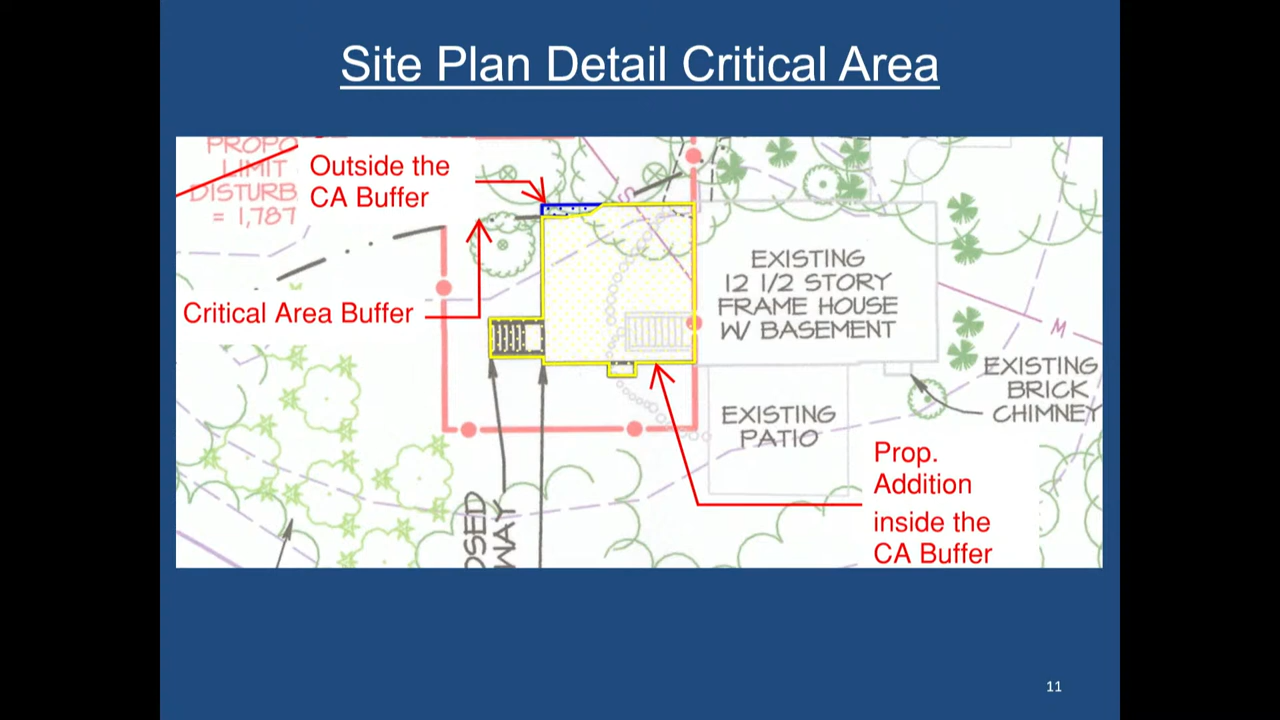 Site Plan Detail Critical Area
PROPO
LIMIT
DISTURB
= 1,787
Outside the
CA Buffer
Critical Area Buffer
S
EXISTING
12 1/2 STORY
FRAME HOUSE
W/ BASEMENT
M
EXISTING
BRICK
CHIMNEY
EXISTING
PATIO
Prop.
Addition
inside the
CA Buffer
OSED
WAY
11